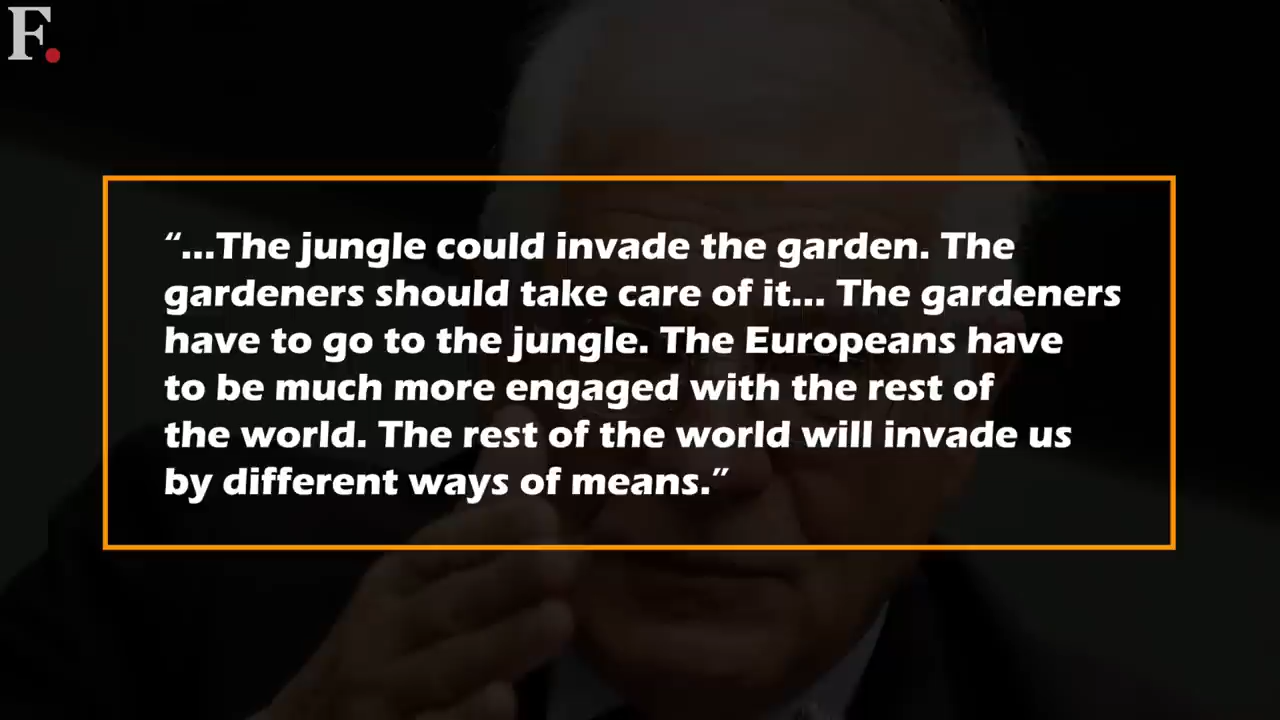 F.
“...The jungle could invade the garden. The
gardeners should take care of it... The gardeners
have to go to the jungle. The Europeans have
to be much more engaged with the rest of
the world. The rest of the world will invade us
by different ways of means.”